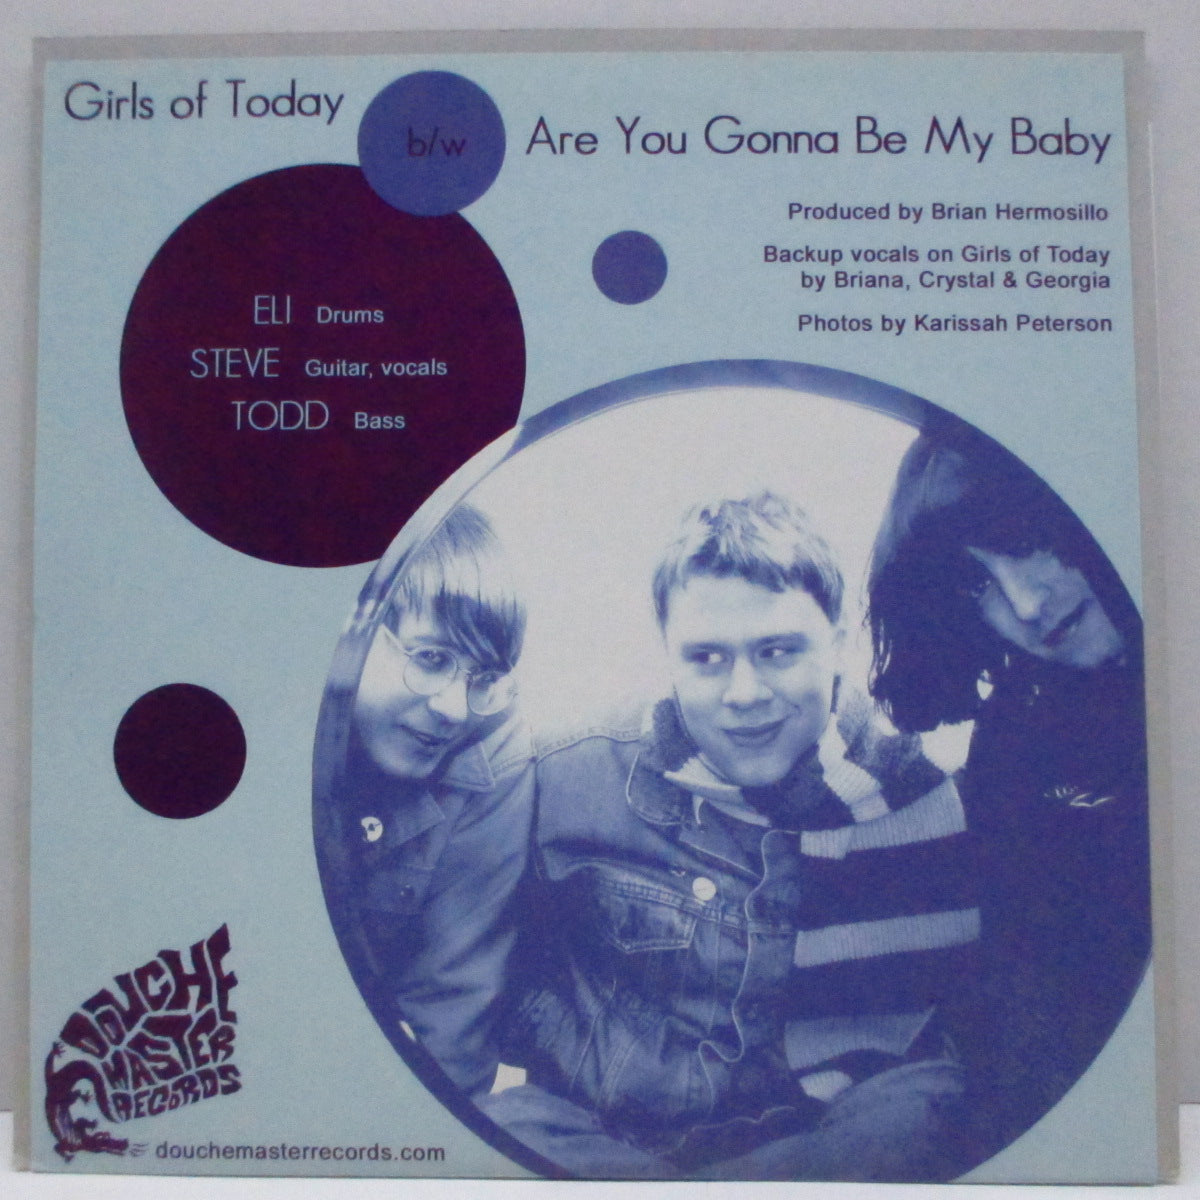 Girls of Today
b/w
Are You Gonna Be My Baby
Produced by Brian Hermosillo
Backup vocals on Girls of Today
by Briana, Crystal & Georgia
Photos by Karissah Peterson
ELI Drums
STEVE Guitar, vocals
TODD Bass
DOUCHE
MASTER
RECORDS
douchemasterrecords.com